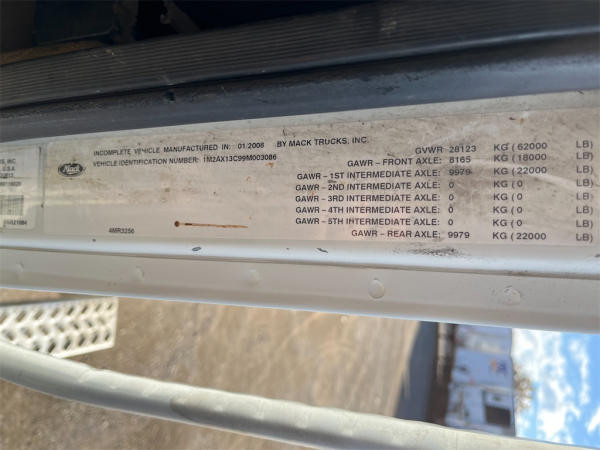 INCOMPLETE VEHICLE MANUFACTURED IN: 01/2008 BY MACK TRUCKS, INC.
VEHICLE IDENTIFICATION NUMBER: 1M2AX13C99M003086
Mack
4MR3256
GVWR 28123 KG ( 62000 LB)
GAWR – FRONT AXLE: 8165 KG ( 18000 LB)
GAWR – 1ST INTERMEDIATE AXLE: 9979 KG ( 22000 LB)
GAWR – 2ND INTERMEDIATE AXLE: 0 KG ( 0 LB)
GAWR – 3RD INTERMEDIATE AXLE: 0 KG ( 0 LB)
GAWR – 4TH INTERMEDIATE AXLE: 0 KG ( 0 LB)
GAWR – 5TH INTERMEDIATE AXLE: 0 KG ( 0 LB)
GAWR – REAR AXLE: 9979 KG ( 22000 LB)